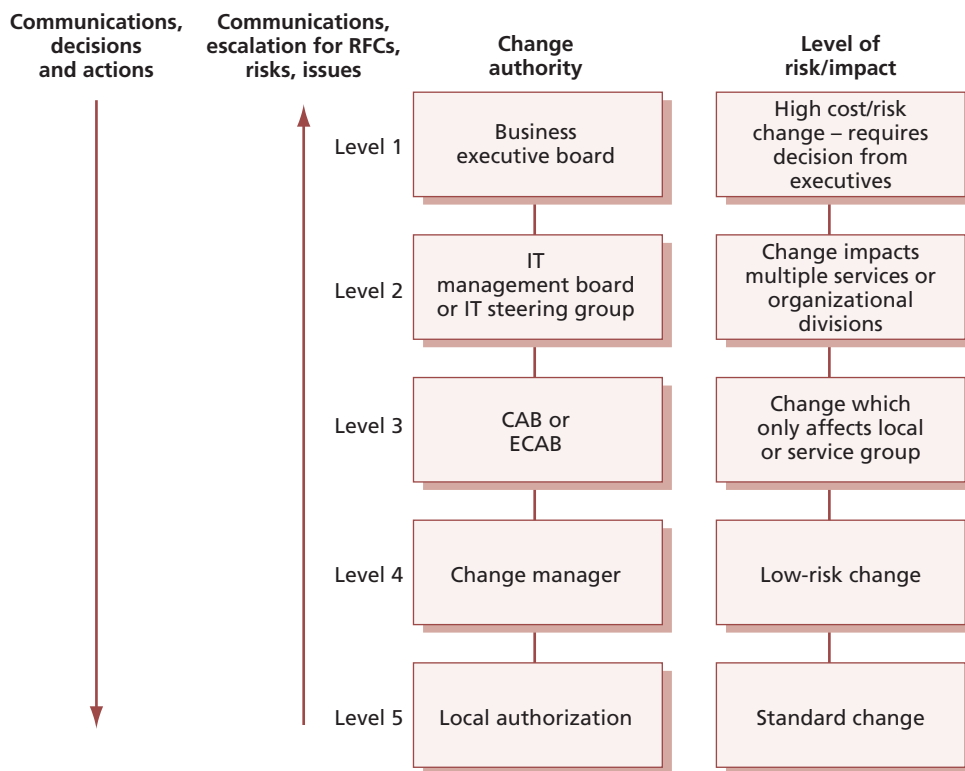 Communications,
decisions
and actions
Communications,
escalation for RFCs,
risks, issues
Change
authority
Level of
risk/impact
Level 1
Business
executive board
High cost/risk
change – requires
decision from
executives
Level 2
IT
management board
or IT steering group
Change impacts
multiple services or
organizational
divisions
Level 3
CAB or
ECAB
Change which
only affects local
or service group
Level 4
Change manager
Low-risk change
Level 5
Local authorization
Standard change